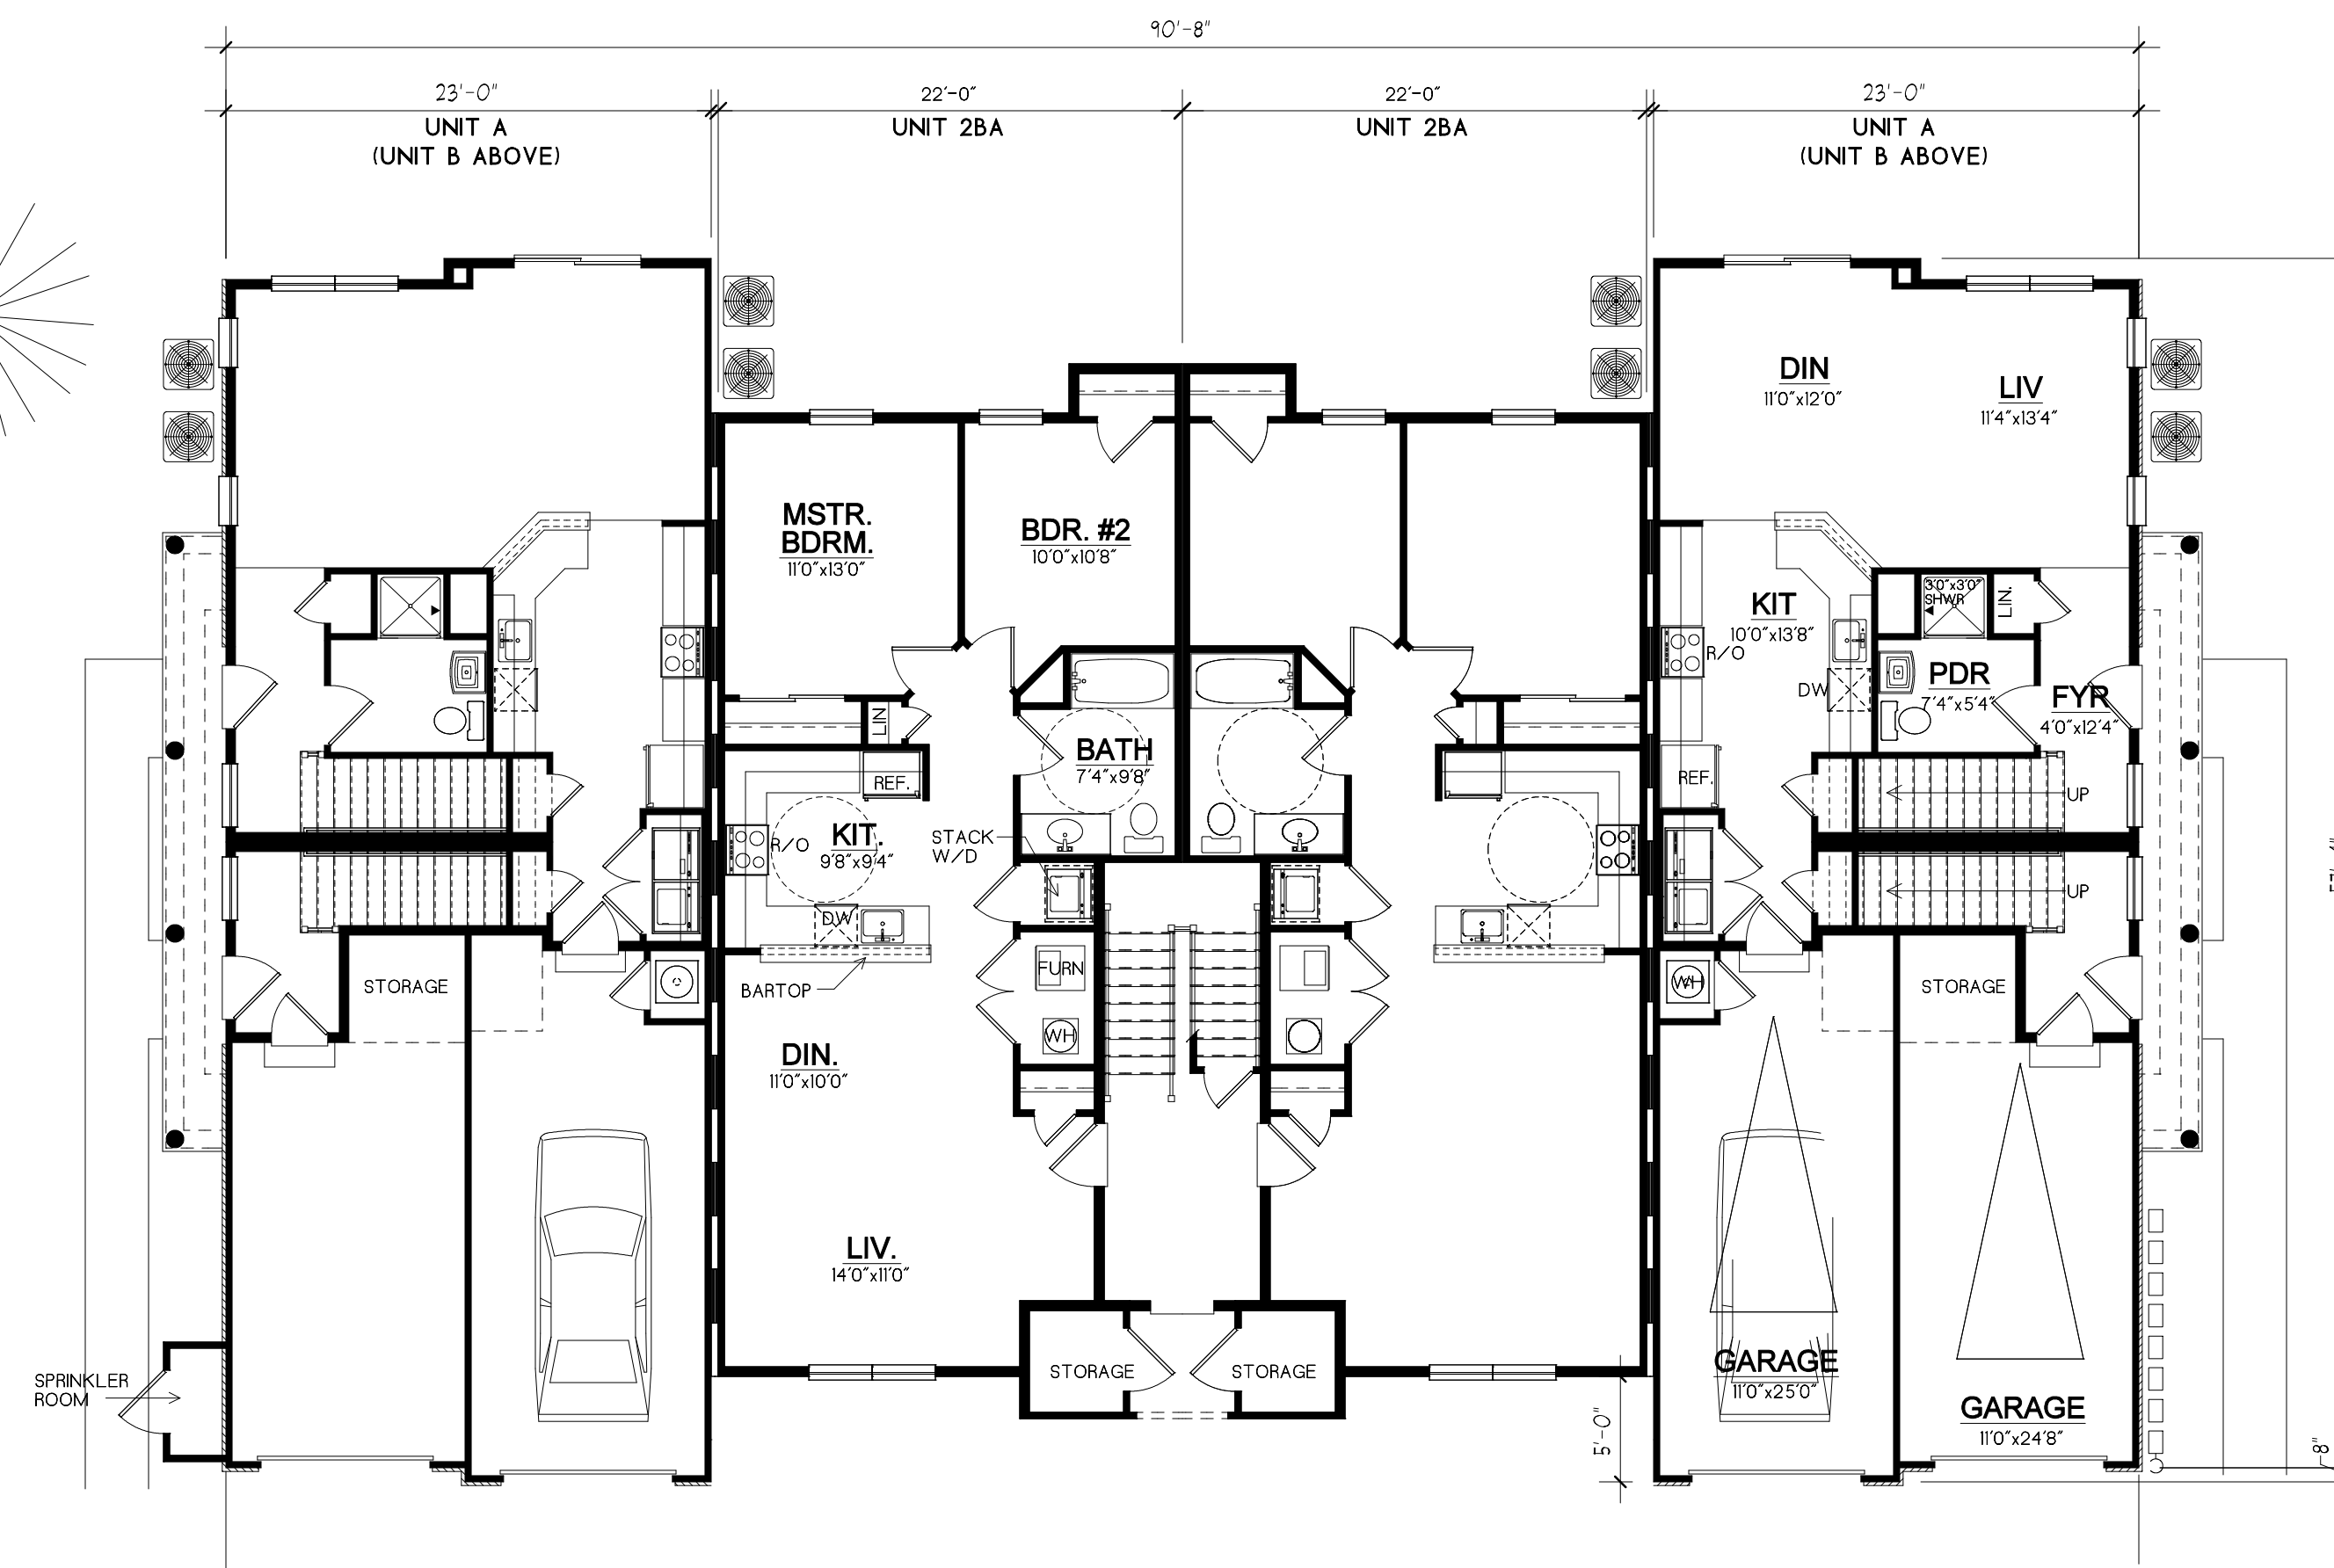 90'-8"
23'-0"
22'-0"
22'-0"
23'-0"
UNIT A
UNIT 2BA
UNIT 2BA
UNIT A
(UNIT B ABOVE)
(UNIT B ABOVE)
DIN
11'0"x12'0"
LIV
11'4"x13'4"
MSTR.
BDRM.
11'0"x13'0"
BDR. #2
10'0"x10'8"
3'0"x3'0"
SHWR
LIN.
KIT
10'0"x13'8"
R/O
PDR
7'4"x5'4"
DW
FYR
4'0"x12'4"
LIN
BATH
7'4"x9'8"
REF.
REF.
UP
KIT.
9'8"x9'4"
R/O
STACK
W/D
UP
DW
FURN
BARTOP
STORAGE
STORAGE
WH
WH
DIN.
11'0"x10'0"
LIV.
14'0"x11'0"
STORAGE
STORAGE
GARAGE
11'0"x25'0"
SPRINKLER
ROOM
GARAGE
11'0"x24'8"
5'-0"